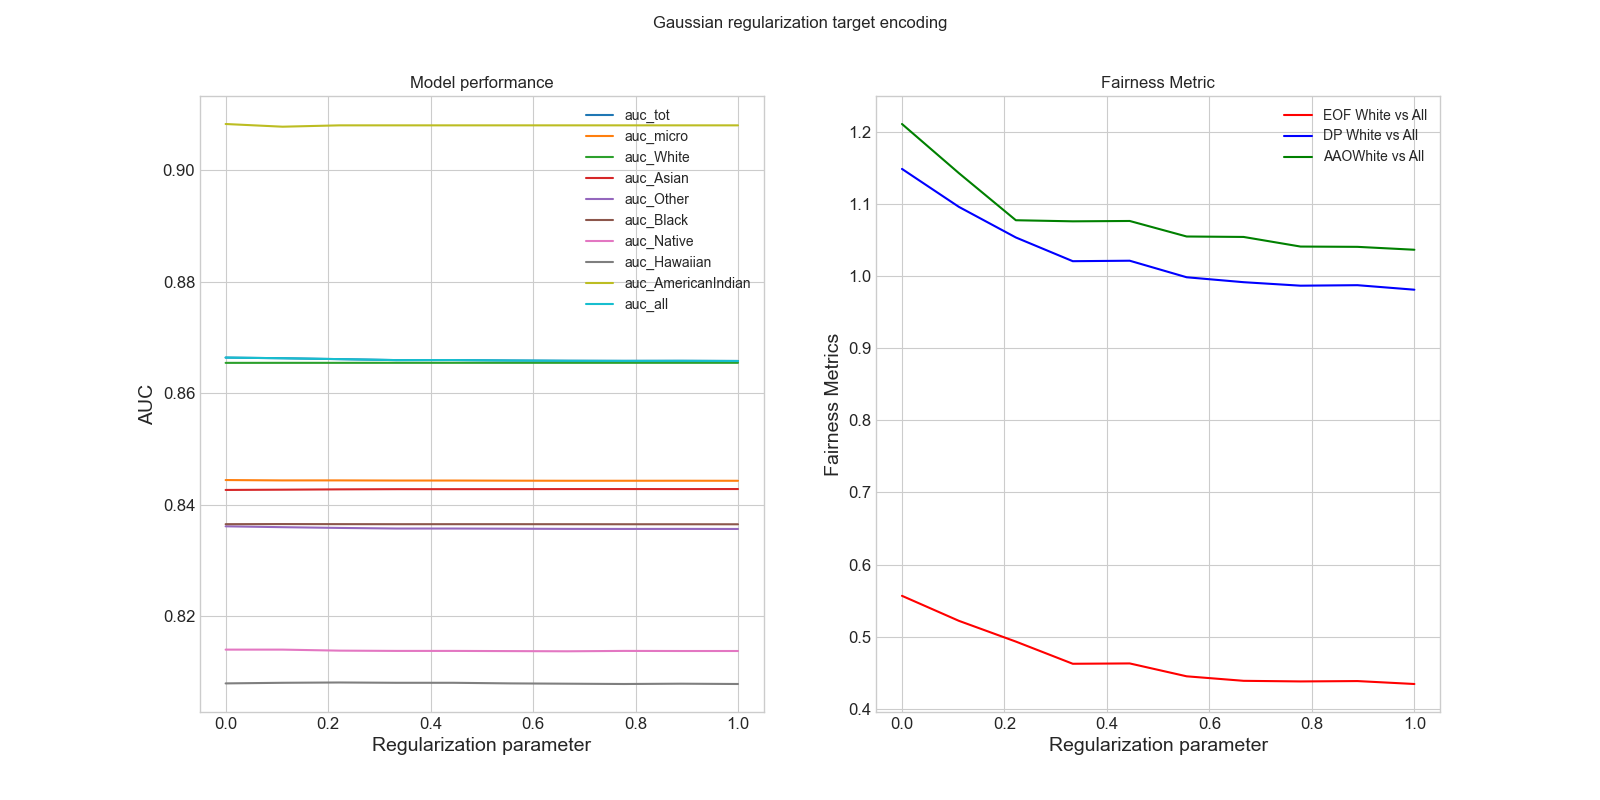 Gaussian regularization target encoding
Model performance
auc_tot
auc_micro
auc_White
auc_Asian
auc_Other
auc_Black
auc_Native
auc_Hawaiian
auc_AmericanIndian
auc_all
0.90
0.88
0.86
0.84
0.82
AUC
0.0 0.2 0.4 0.6 0.8 1.0
Regularization parameter
Fairness Metric
EOF White vs All
DP White vs All
AAOWhite vs All
1.2
1.1
1.0
0.9
0.8
0.7
0.6
0.5
0.4
Fairness Metrics
0.0 0.2 0.4 0.6 0.8 1.0
Regularization parameter